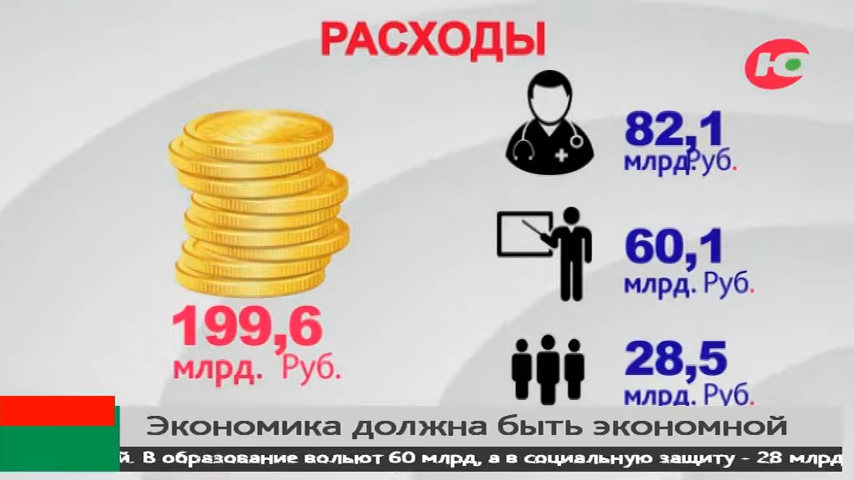 РАСХОДЫ
Ю
82,1
млрд.Руб.
60,1
млрд. Руб.
199,6
млрд. Руб.
28,5
млрд. Руб.
Экономика должна быть экономной
й. В образование вольют 60 млрд, а в социальную защиту - 28 млрд